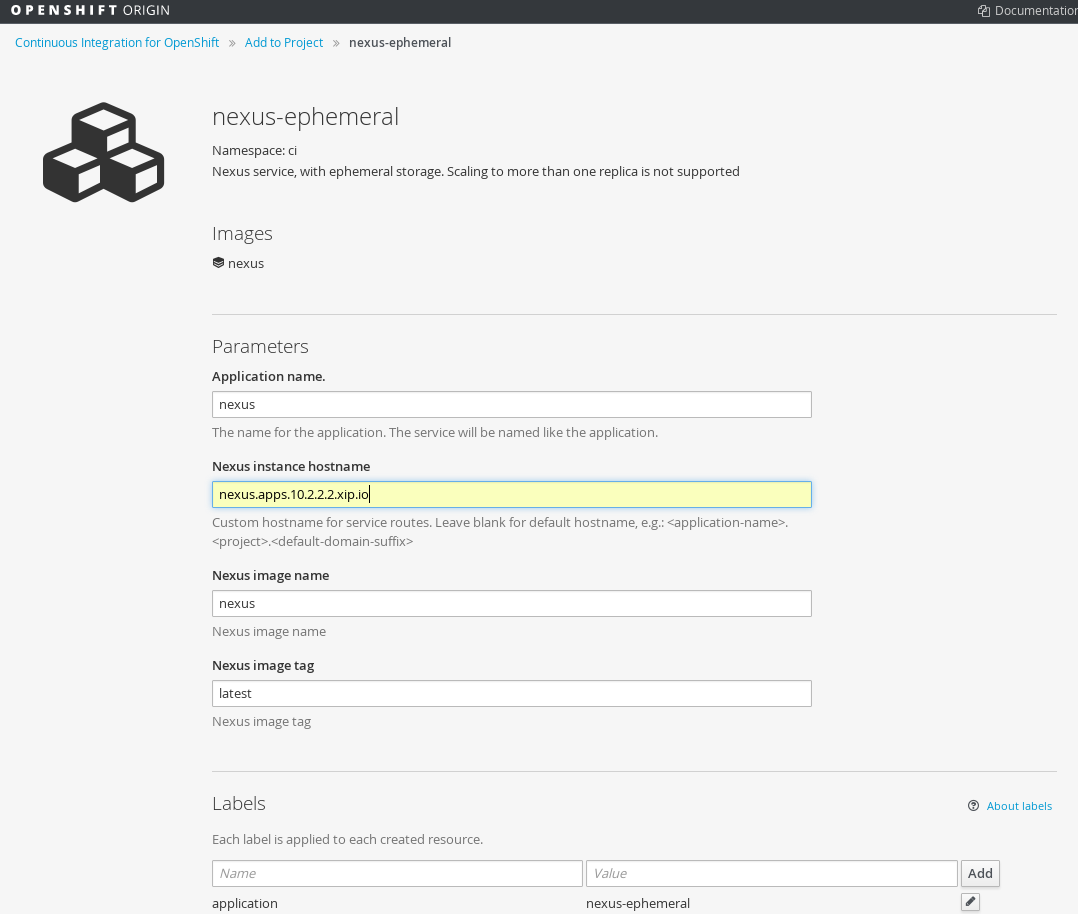 OPENSHIFT ORIGIN
Documentation
Continuous Integration for OpenShift » Add to Project » nexus-ephemeral
nexus-ephemeral
Namespace: ci
Nexus service, with ephemeral storage. Scaling to more than one replica is not supported
Images
nexus
Parameters
Application name.
nexus
The name for the application. The service will be named like the application.
Nexus instance hostname
nexus.apps.10.2.2.2.xip.io
Custom hostname for service routes. Leave blank for default hostname, e.g.: <application-name>.
<project>.<default-domain-suffix>
Nexus image name
nexus
Nexus image name
Nexus image tag
latest
Nexus image tag
Labels
About labels
Each label is applied to each created resource.
Name Value Add
application nexus-ephemeral